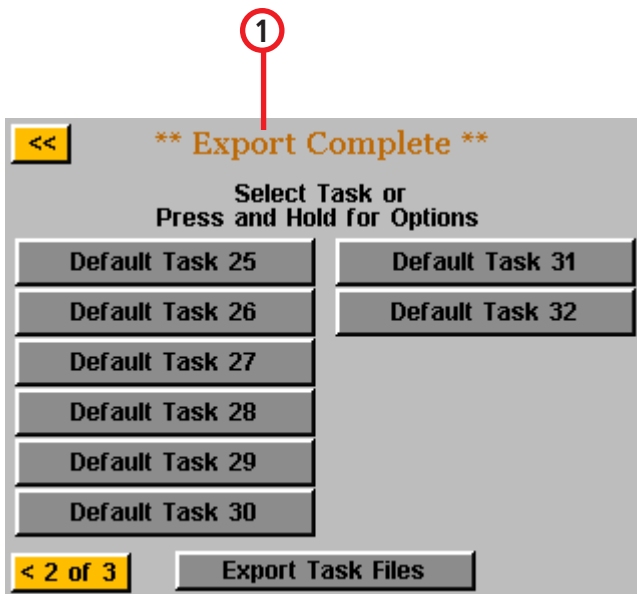 1
<< ** Export Complete **
Select Task or
Press and Hold for Options
Default Task 25 Default Task 31
Default Task 26 Default Task 32
Default Task 27
Default Task 28
Default Task 29
Default Task 30
< 2 of 3 Export Task Files